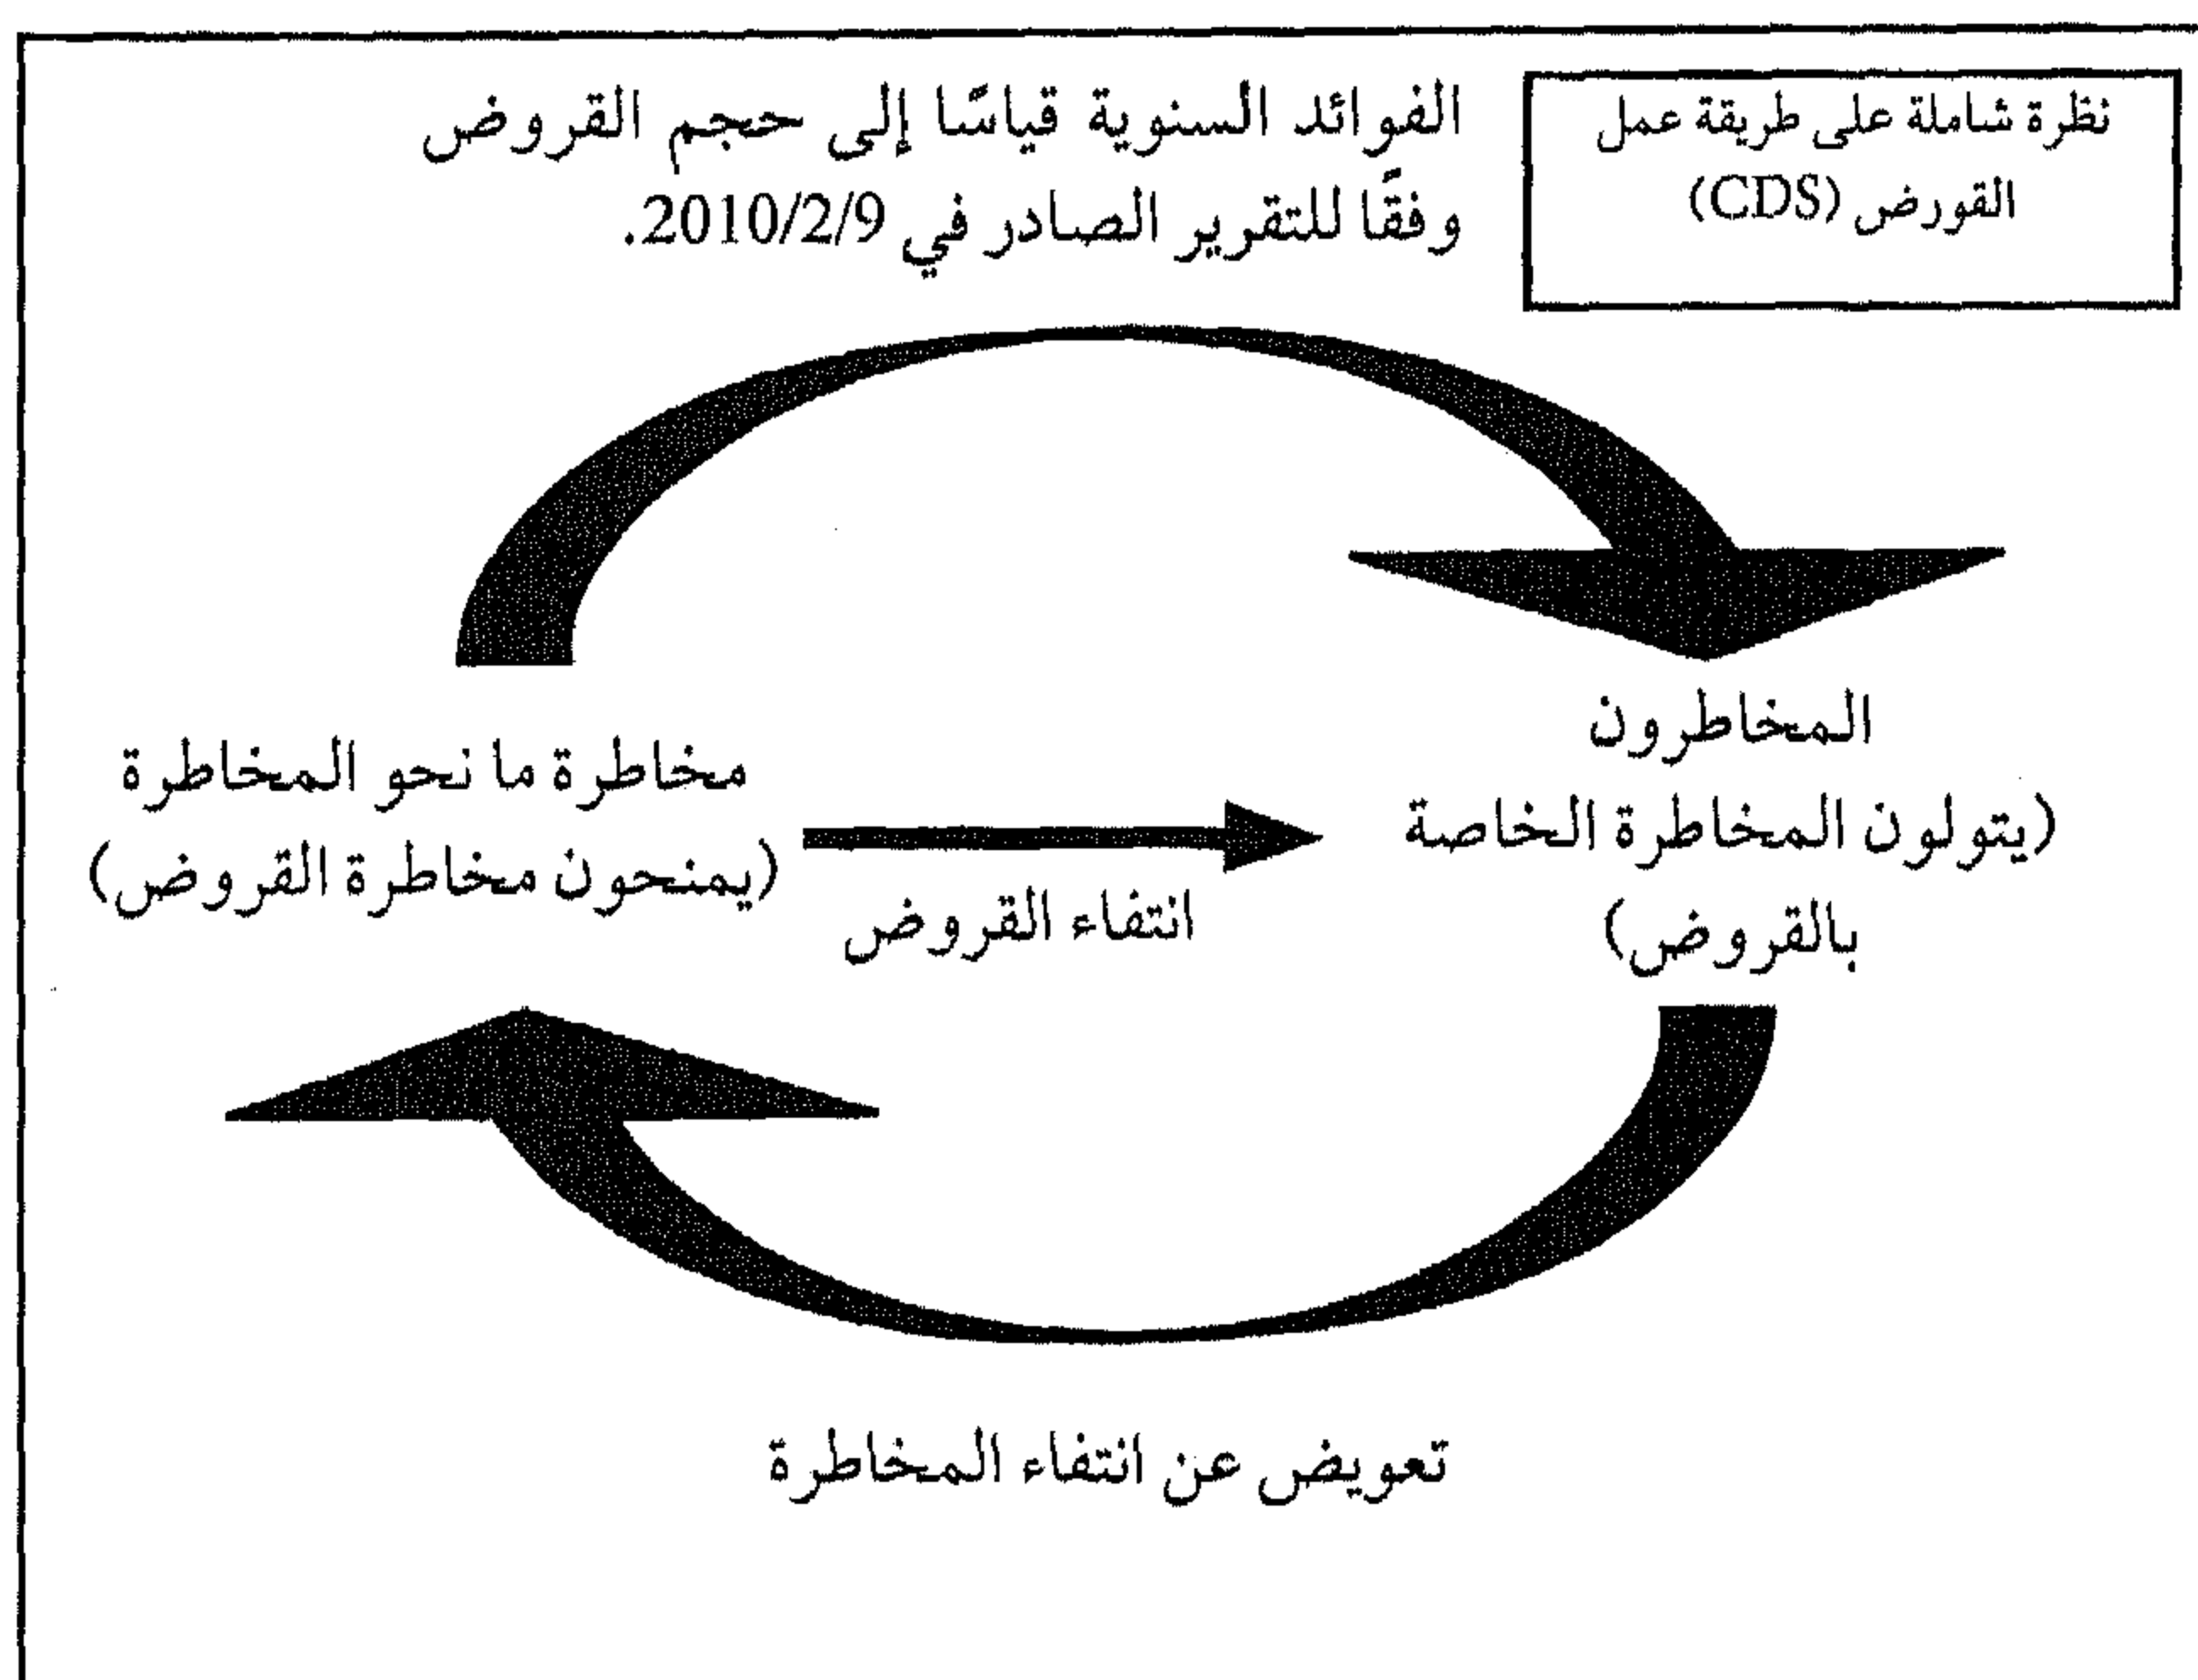 نظرة شاملة على طريقة عمل
القورض (CDS)
الفوائد السنوية قياسًا إلى حجم القروض
وفقًا للتقرير الصادر في 2010/2/9.
المخاطرون
(يتولون المخاطرة الخاصة
بالقروض)
انتفاء القروض
مخاطرة ما نحو المخاطرة
(يمنحون مخاطرة القروض)
تعويض عن انتفاء المخاطرة